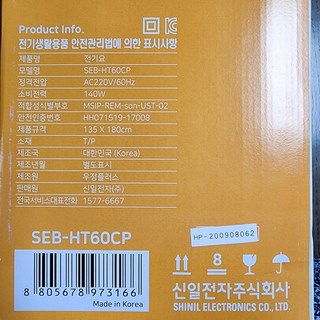 Product Info.
전기생활용품 안전관리법에 의한 표시사항
제품명 전기요
모델명 SEB-HT60CP
정격전압 AC220V/60Hz
소비전력 140W
적합성식별부호 MSIP-REM-son-UST-02
안전인증번호 HH071519-17008
제품규격 135 X 180cm
소재 T/P
제조국 대한민국 (Korea)
제조년월 별도표시
제조원 우정플러스
판매원 신일전자(주)
전국서비스대표전화 1577-6667
HP-200908062
SEB-HT60CP
8 805678 973166
Made in Korea
8
신일전자주식회사
SHINIL ELECTRONICS CO.,LTD.